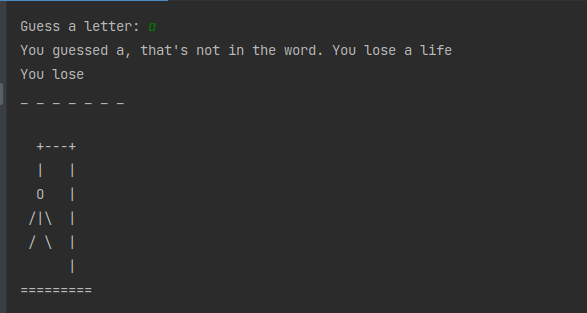 Guess a letter: a
You guessed a, that's not in the word. You lose a life
You lose
_ _ _ _ _ _ _

  +---+
  |   |
  O   |
 /|\  |
 / \  |
      |
=========